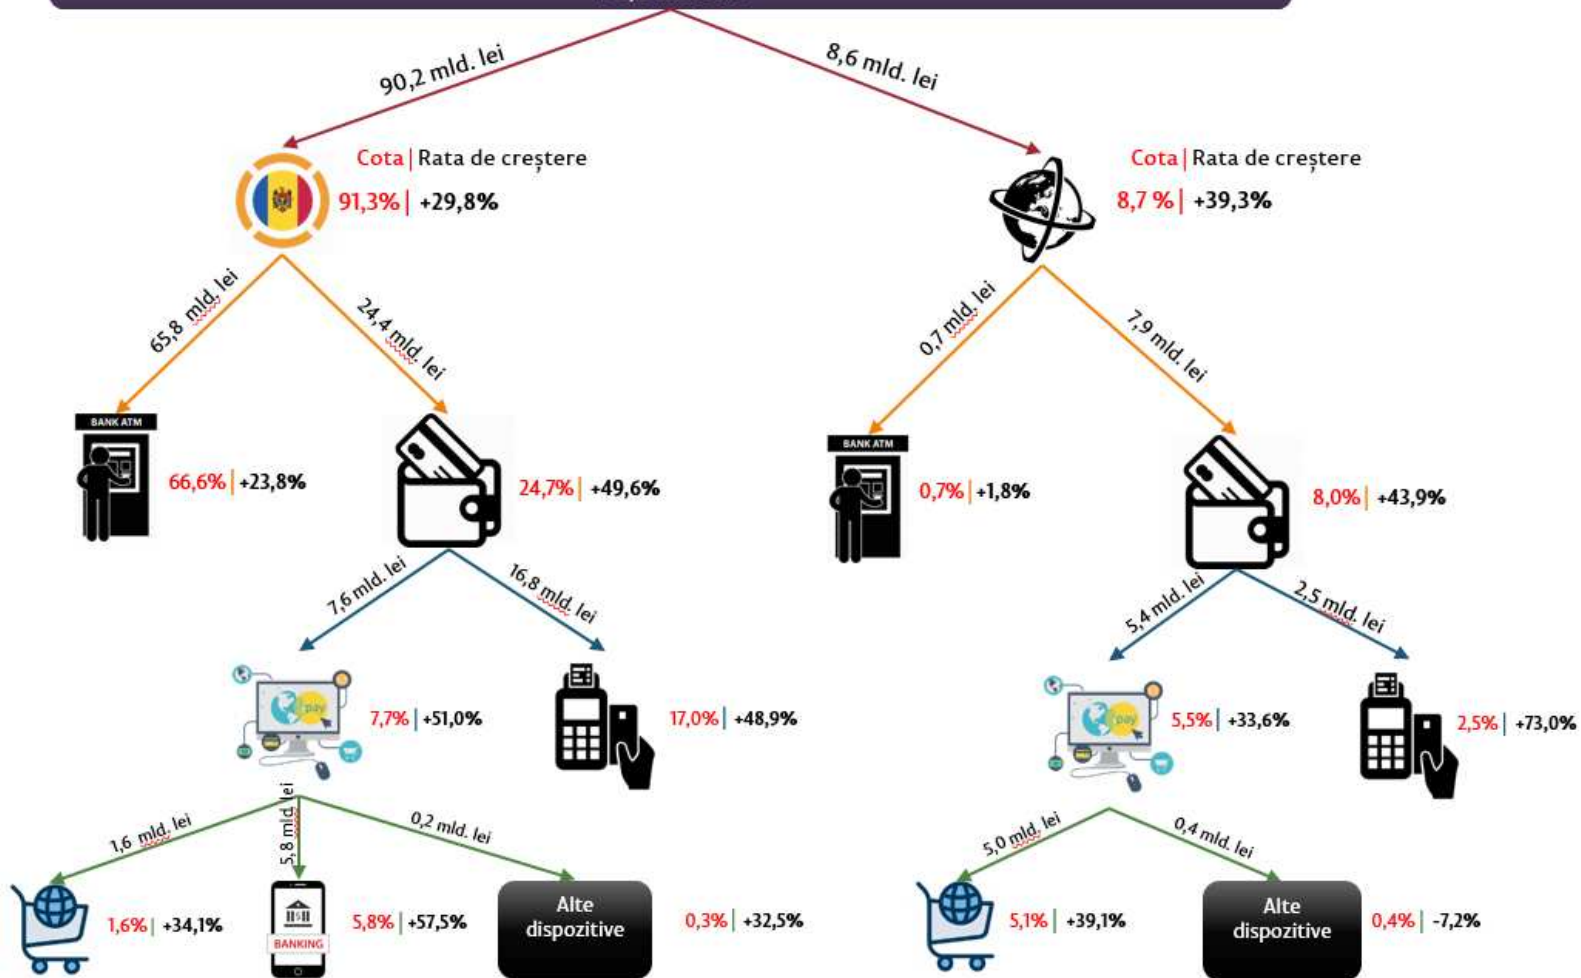 90,2 mld. lei
8,6 mld. lei
Cota | Rata de creștere
91,3% | +29,8%
Cota | Rata de creștere
8,7 % | +39,3%
65,8 mld. lei
24,4 mld. lei
0,7 mld. lei
7,9 mld. lei
BANK ATM
66,6% | +23,8%
24,7% | +49,6%
BANK ATM
0,7% | +1,8%
8,0% | +43,9%
7,6 mld. lei
16,8 mld. lei
5,4 mld. lei
2,5 mld. lei
pay
7,7% | +51,0%
17,0% | +48,9%
pay
5,5% | +33,6%
2,5% | +73,0%
1,6 mld. lei
5,8 mld. lei
0,2 mld. lei
5,0 mld. lei
0,4 mld. lei
1,6% | +34,1%
BANKING
5,8% | +57,5%
Alte
dispozitive
0,3% | +32,5%
5,1% | +39,1%
Alte
dispozitive
0,4% | -7,2%